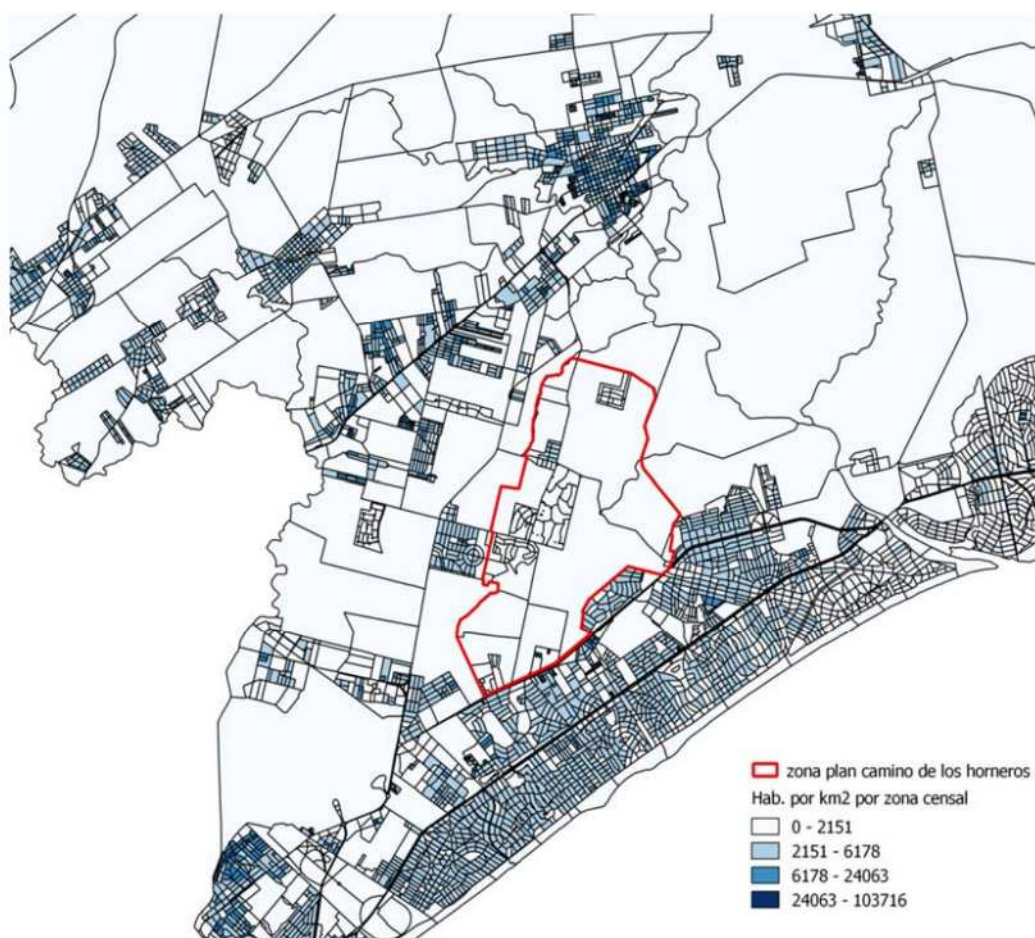 zona plan camino de los horneros
Hab. por km2 por zona censal
0 - 2151
2151 - 6178
6178 - 24063
24063 - 103716